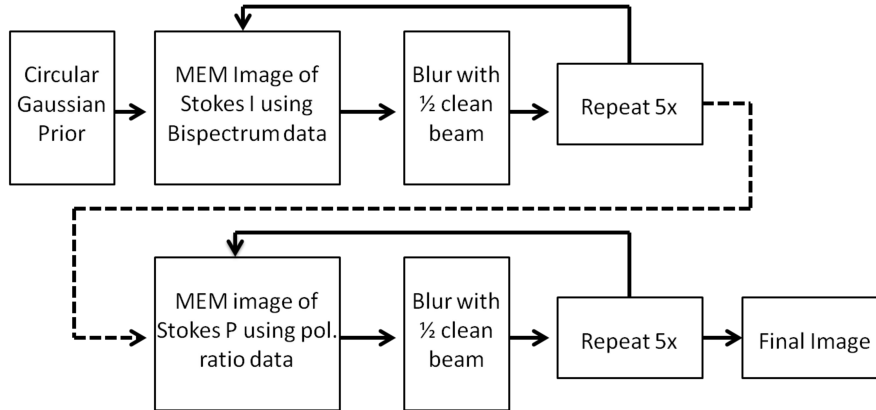 Circular
Gaussian
Prior
MEM Image of
Stokes I using
Bispectrum data
Blur with
½ clean
beam
Repeat 5x
MEM image of
Stokes P using pol.
ratio data
Blur with
½ clean
beam
Repeat 5x
Final Image